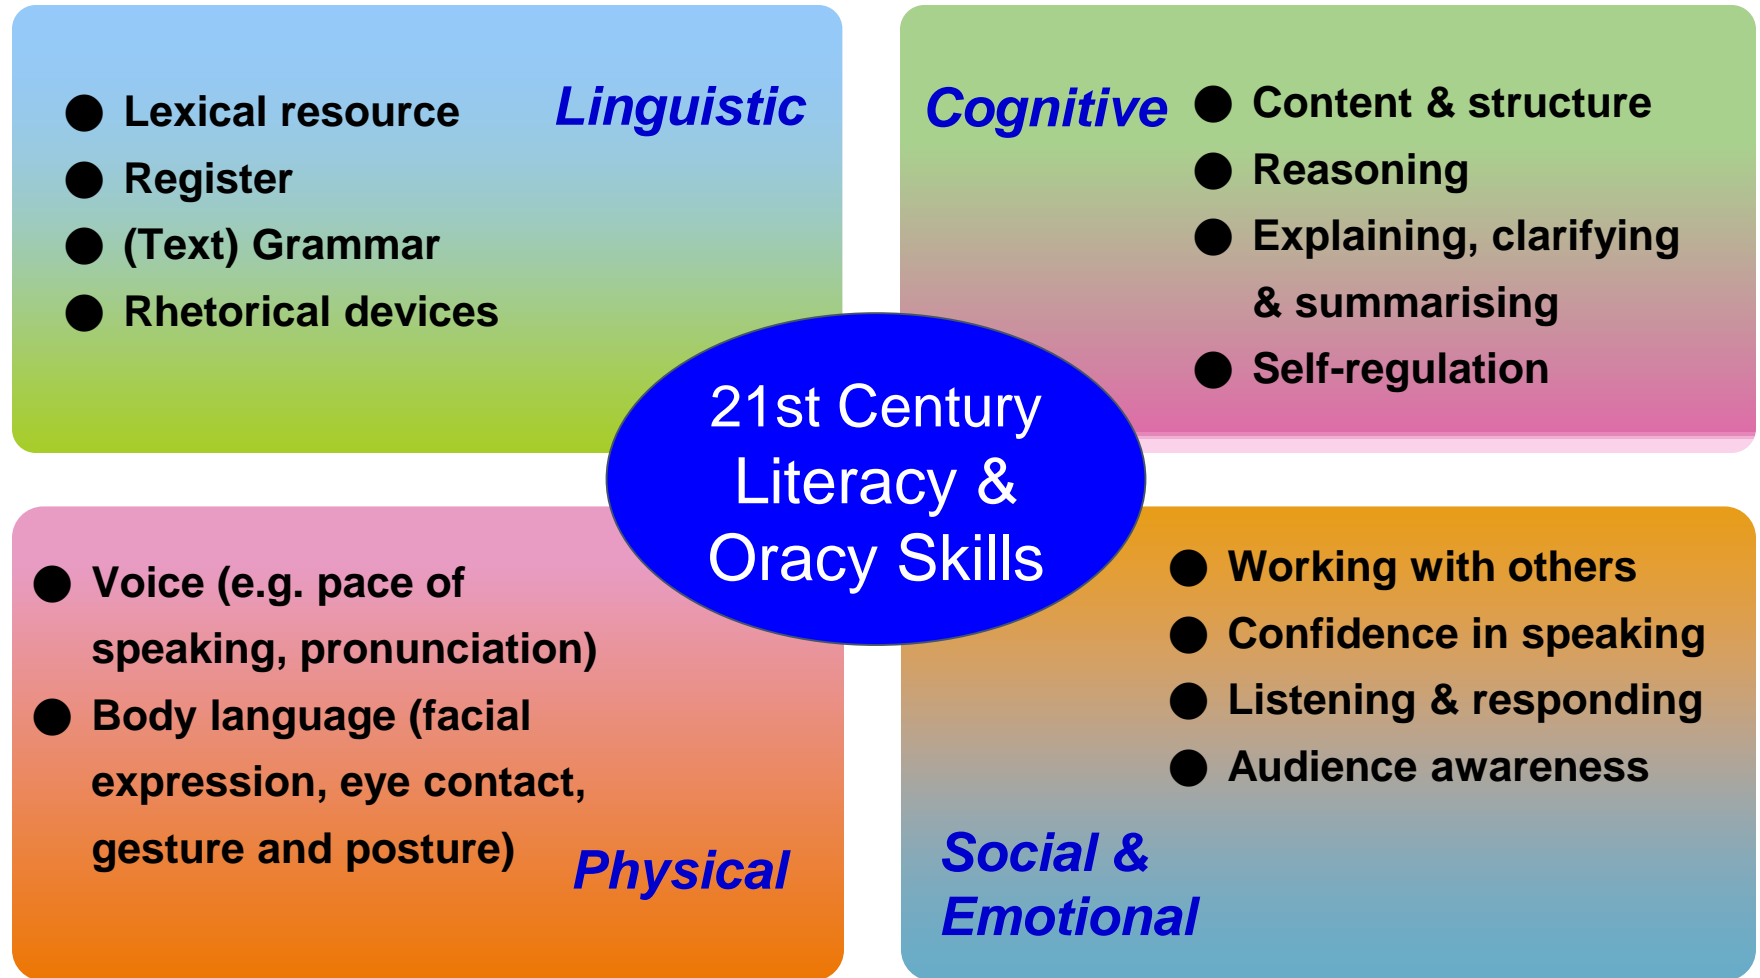 Linguistic
● Lexical resource
● Register
● (Text) Grammar
● Rhetorical devices
Cognitive
● Content & structure
● Reasoning
● Explaining, clarifying
& summarising
● Self-regulation
21st Century
Literacy &
Oracy Skills
● Voice (e.g. pace of
speaking, pronunciation)
● Body language (facial
expression, eye contact,
gesture and posture)
Physical
● Working with others
● Confidence in speaking
● Listening & responding
● Audience awareness
Social &
Emotional